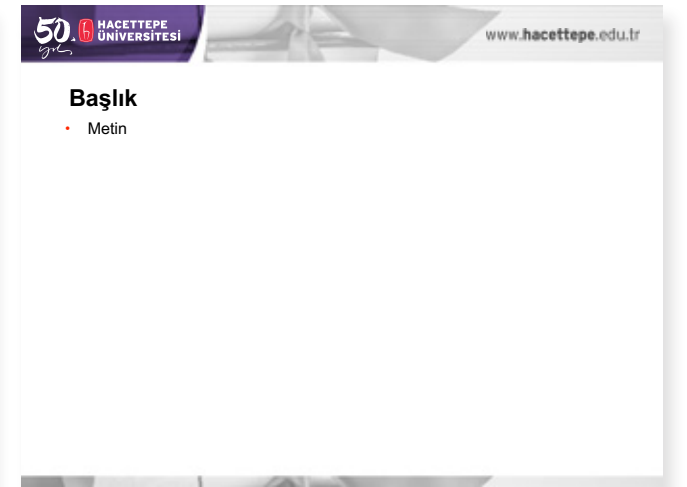 50. yıl
HACETTEPE
ÜNİVERSİTESİ
www.hacettepe.edu.tr
Başlık
• Metin